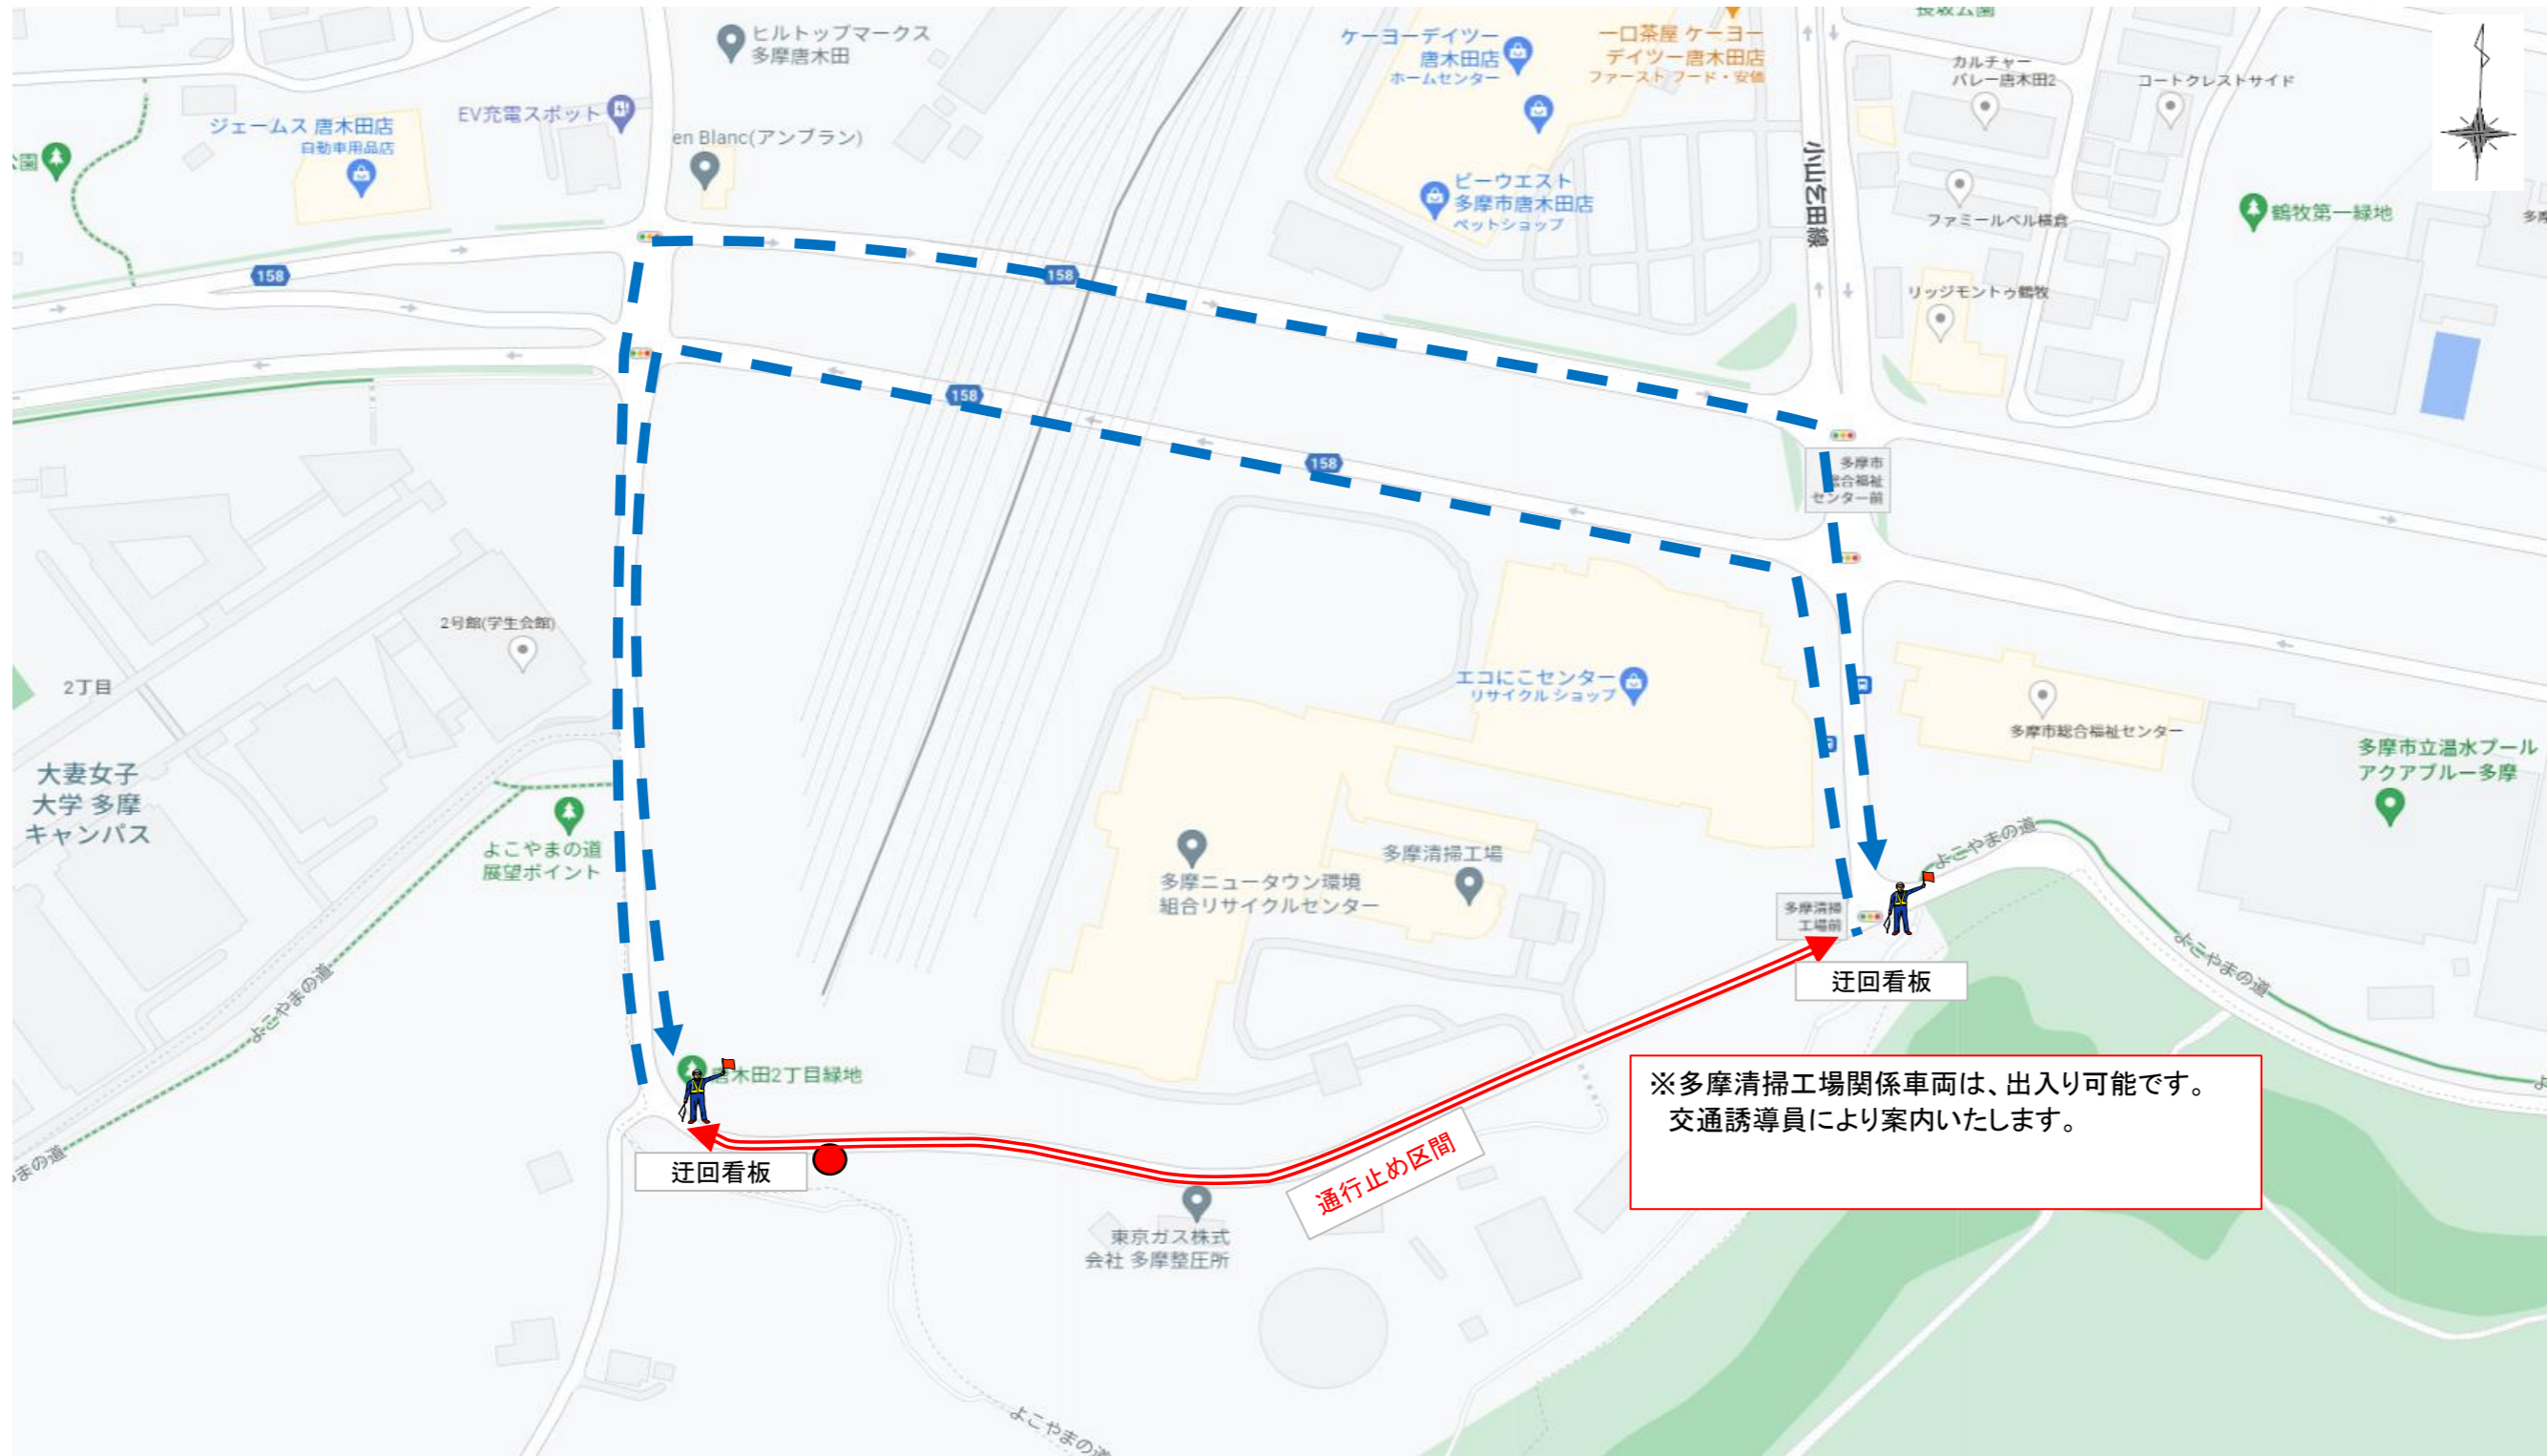 ヒルトップマークス
多摩唐木田
ケーヨーデイツー
唐木田店
ホームセンター
一口茶屋 ケーヨー
デイツー唐木田店
ファーストフード・安価
カルチャー
バレー唐木田2
コートクレストサイド
ジェームス 唐木田店
自動車用品店
EV充電スポット
en Blanc(アンブラン)
園
ビーウエスト
多摩市唐木田店
ペットショップ
小山乞田線
ファミールベル横倉
鶴牧第一緑地
158
158
リッジモントゥ鶴牧
158
158
多摩市
総合福祉
センター前
2号館(学生会館)
2丁目
エコにこセンター
リサイクル ショップ
多摩市総合福祉センター
多摩市立温水プール
アクアブルー多摩
大妻女子
大学 多摩
キャンパス
よこやまの道
展望ポイント
多摩ニュータウン環境
組合リサイクルセンター
多摩清掃工場
よこやまの道
多摩清掃
工場前
よこやまの道
よこやまの道
迂回看板
唐木田2丁目緑地
※多摩清掃工場関係車両は、出入り可能です。
交通誘導員により案内いたします。
まの道
迂回看板
通行止め区間
東京ガス株式
会社 多摩整圧所
よこやまの道